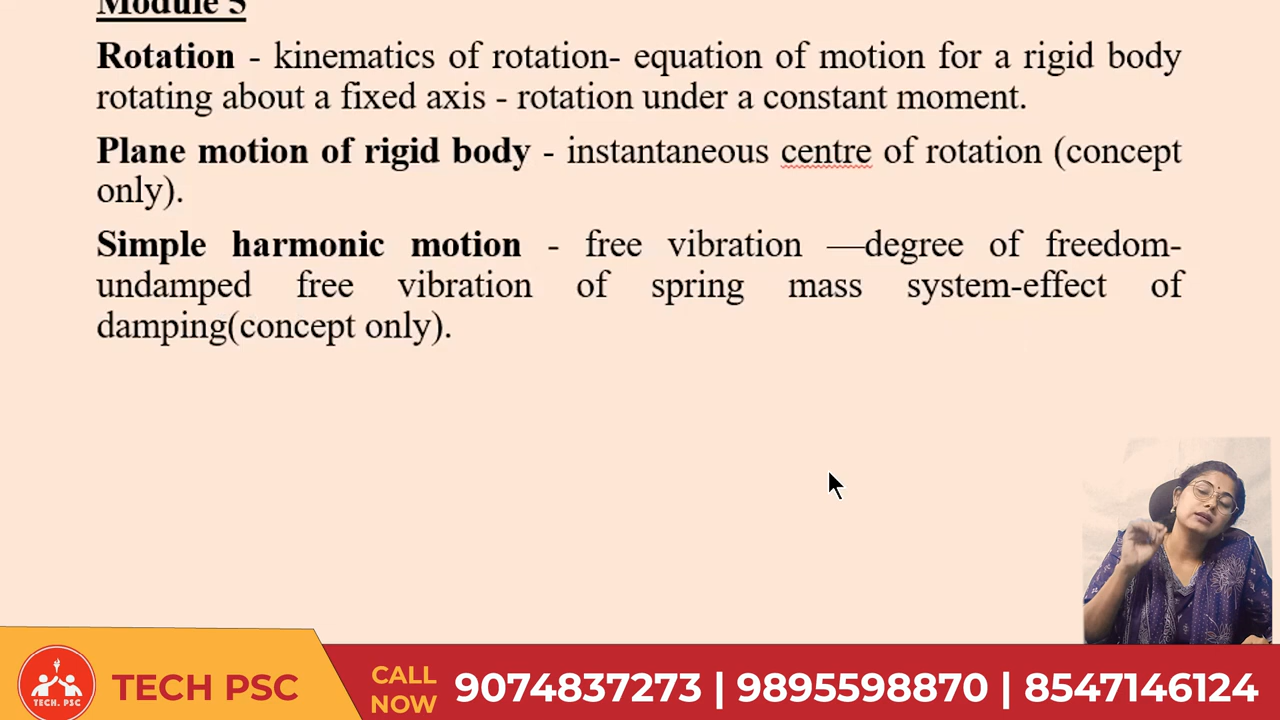 Module 5
Rotation - kinematics of rotation- equation of motion for a rigid body
rotating about a fixed axis - rotation under a constant moment.
Plane motion of rigid body - instantaneous centre of rotation (concept
only).
Simple harmonic motion - free vibration —degree of freedom-
undamped free vibration of spring mass system-effect of
damping(concept only).
TECH. PSC
TECH PSC
CALL
NOW
9074837273 | 9895598870 | 8547146124